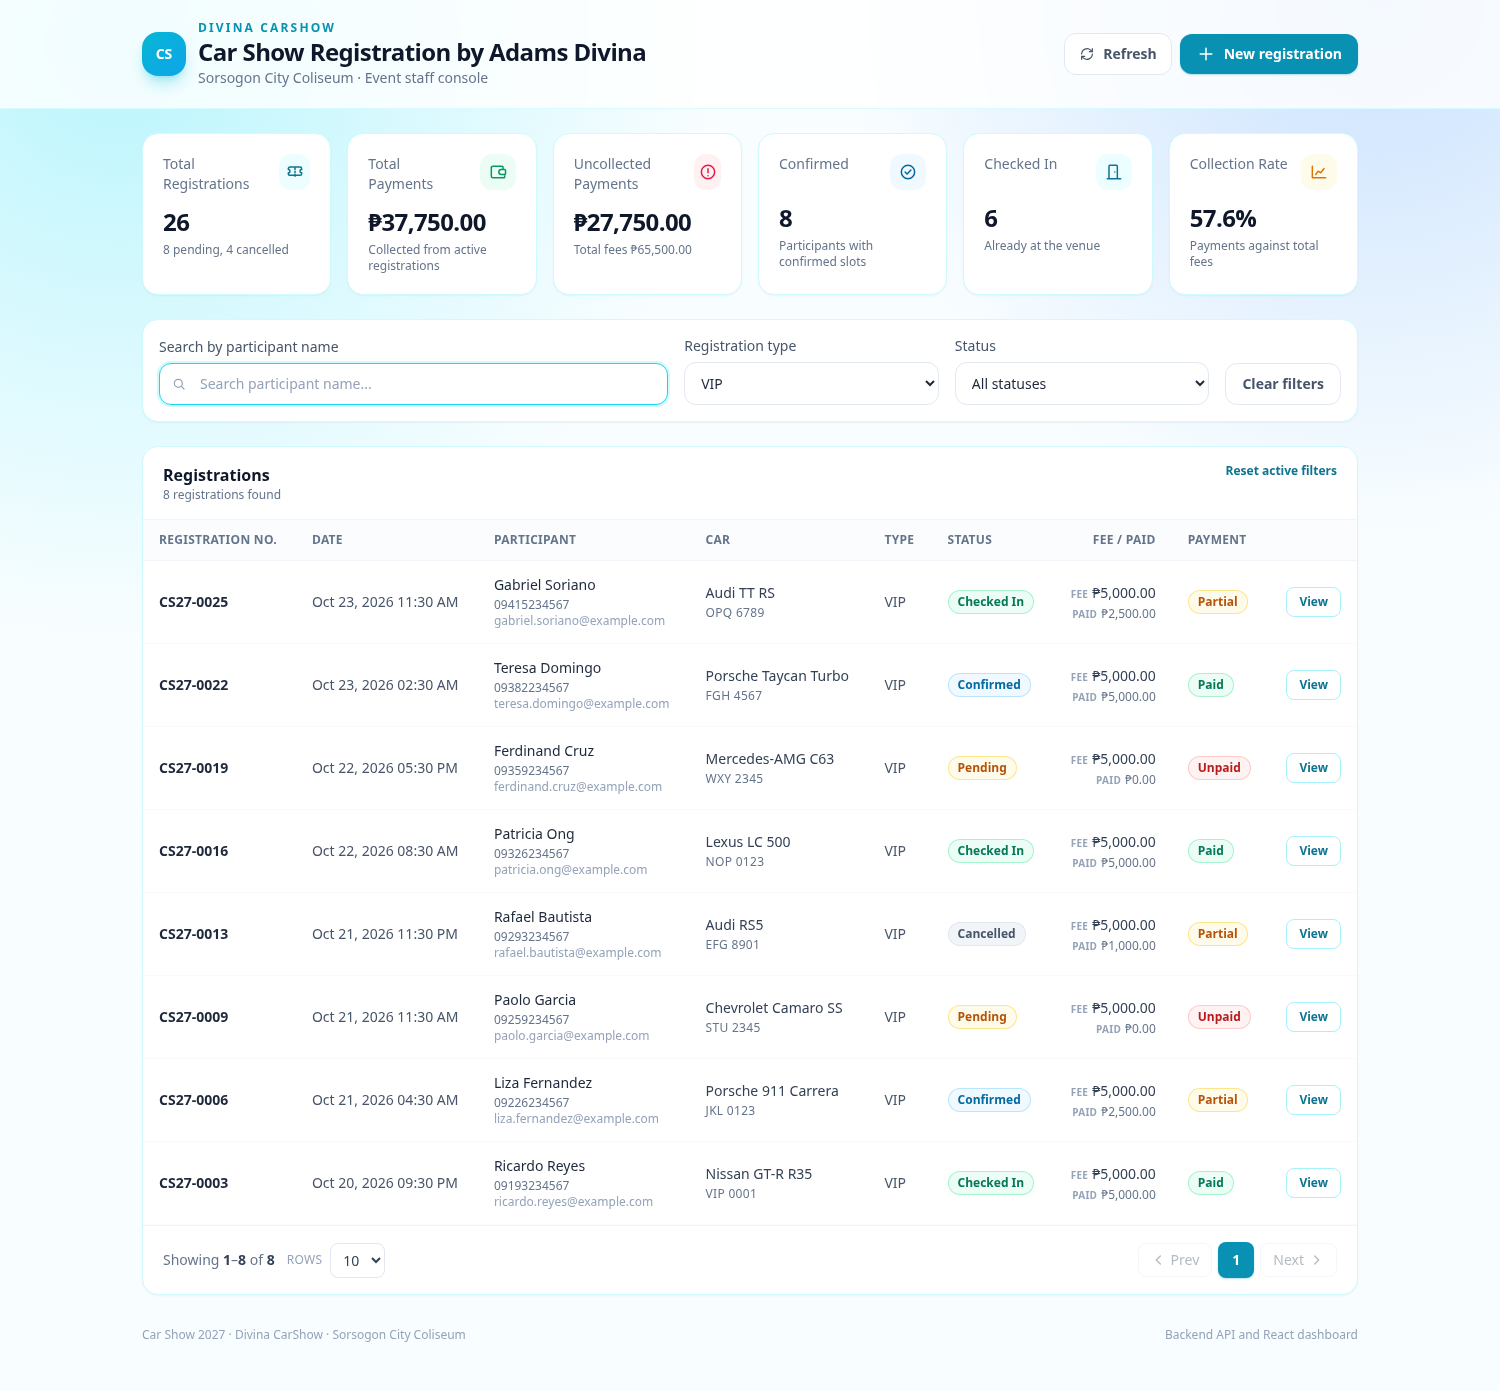 CS
DIVINA CARSHOW
Car Show Registration by Adams Divina
Sorsogon City Coliseum · Event staff console
Refresh
New registration
Total Registrations
26
8 pending, 4 cancelled
Total Payments
₱37,750.00
Collected from active registrations
Uncollected Payments
₱27,750.00
Total fees ₱65,500.00
Confirmed
8
Participants with confirmed slots
Checked In
6
Already at the venue
Collection Rate
57.6%
Payments against total fees
Search by participant name
Search participant name...
Registration type
VIP
Status
All statuses
Clear filters
Registrations
8 registrations found
Reset active filters
REGISTRATION NO. DATE PARTICIPANT CAR TYPE STATUS FEE / PAID PAYMENT
CS27-0025 Oct 23, 2026 11:30 AM Gabriel Soriano 09415234567 gabriel.soriano@example.com Audi TT RS OPQ 6789 VIP Checked In FEE ₱5,000.00 PAID ₱2,500.00 Partial View
CS27-0022 Oct 23, 2026 02:30 AM Teresa Domingo 09382234567 teresa.domingo@example.com Porsche Taycan Turbo FGH 4567 VIP Confirmed FEE ₱5,000.00 PAID ₱5,000.00 Paid View
CS27-0019 Oct 22, 2026 05:30 PM Ferdinand Cruz 09359234567 ferdinand.cruz@example.com Mercedes-AMG C63 WXY 2345 VIP Pending FEE ₱5,000.00 PAID ₱0.00 Unpaid View
CS27-0016 Oct 22, 2026 08:30 AM Patricia Ong 09326234567 patricia.ong@example.com Lexus LC 500 NOP 0123 VIP Checked In FEE ₱5,000.00 PAID ₱5,000.00 Paid View
CS27-0013 Oct 21, 2026 11:30 PM Rafael Bautista 09293234567 rafael.bautista@example.com Audi RS5 EFG 8901 VIP Cancelled FEE ₱5,000.00 PAID ₱1,000.00 Partial View
CS27-0009 Oct 21, 2026 11:30 AM Paolo Garcia 09259234567 paolo.garcia@example.com Chevrolet Camaro SS STU 2345 VIP Pending FEE ₱5,000.00 PAID ₱0.00 Unpaid View
CS27-0006 Oct 21, 2026 04:30 AM Liza Fernandez 09226234567 liza.fernandez@example.com Porsche 911 Carrera JKL 0123 VIP Confirmed FEE ₱5,000.00 PAID ₱2,500.00 Partial View
CS27-0003 Oct 20, 2026 09:30 PM Ricardo Reyes 09193234567 ricardo.reyes@example.com Nissan GT-R R35 VIP 0001 VIP Checked In FEE ₱5,000.00 PAID ₱5,000.00 Paid View
Showing 1–8 of 8 ROWS 10 Prev 1 Next
Car Show 2027 · Divina CarShow · Sorsogon City Coliseum
Backend API and React dashboard